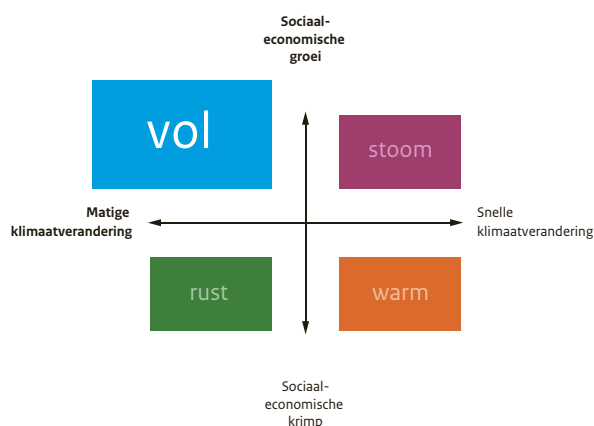 Sociaal-
economische
groei
vol
stoom
Matige
klimaatverandering
Snelle
klimaatverandering
rust
warm
Sociaal-
economische
krimp